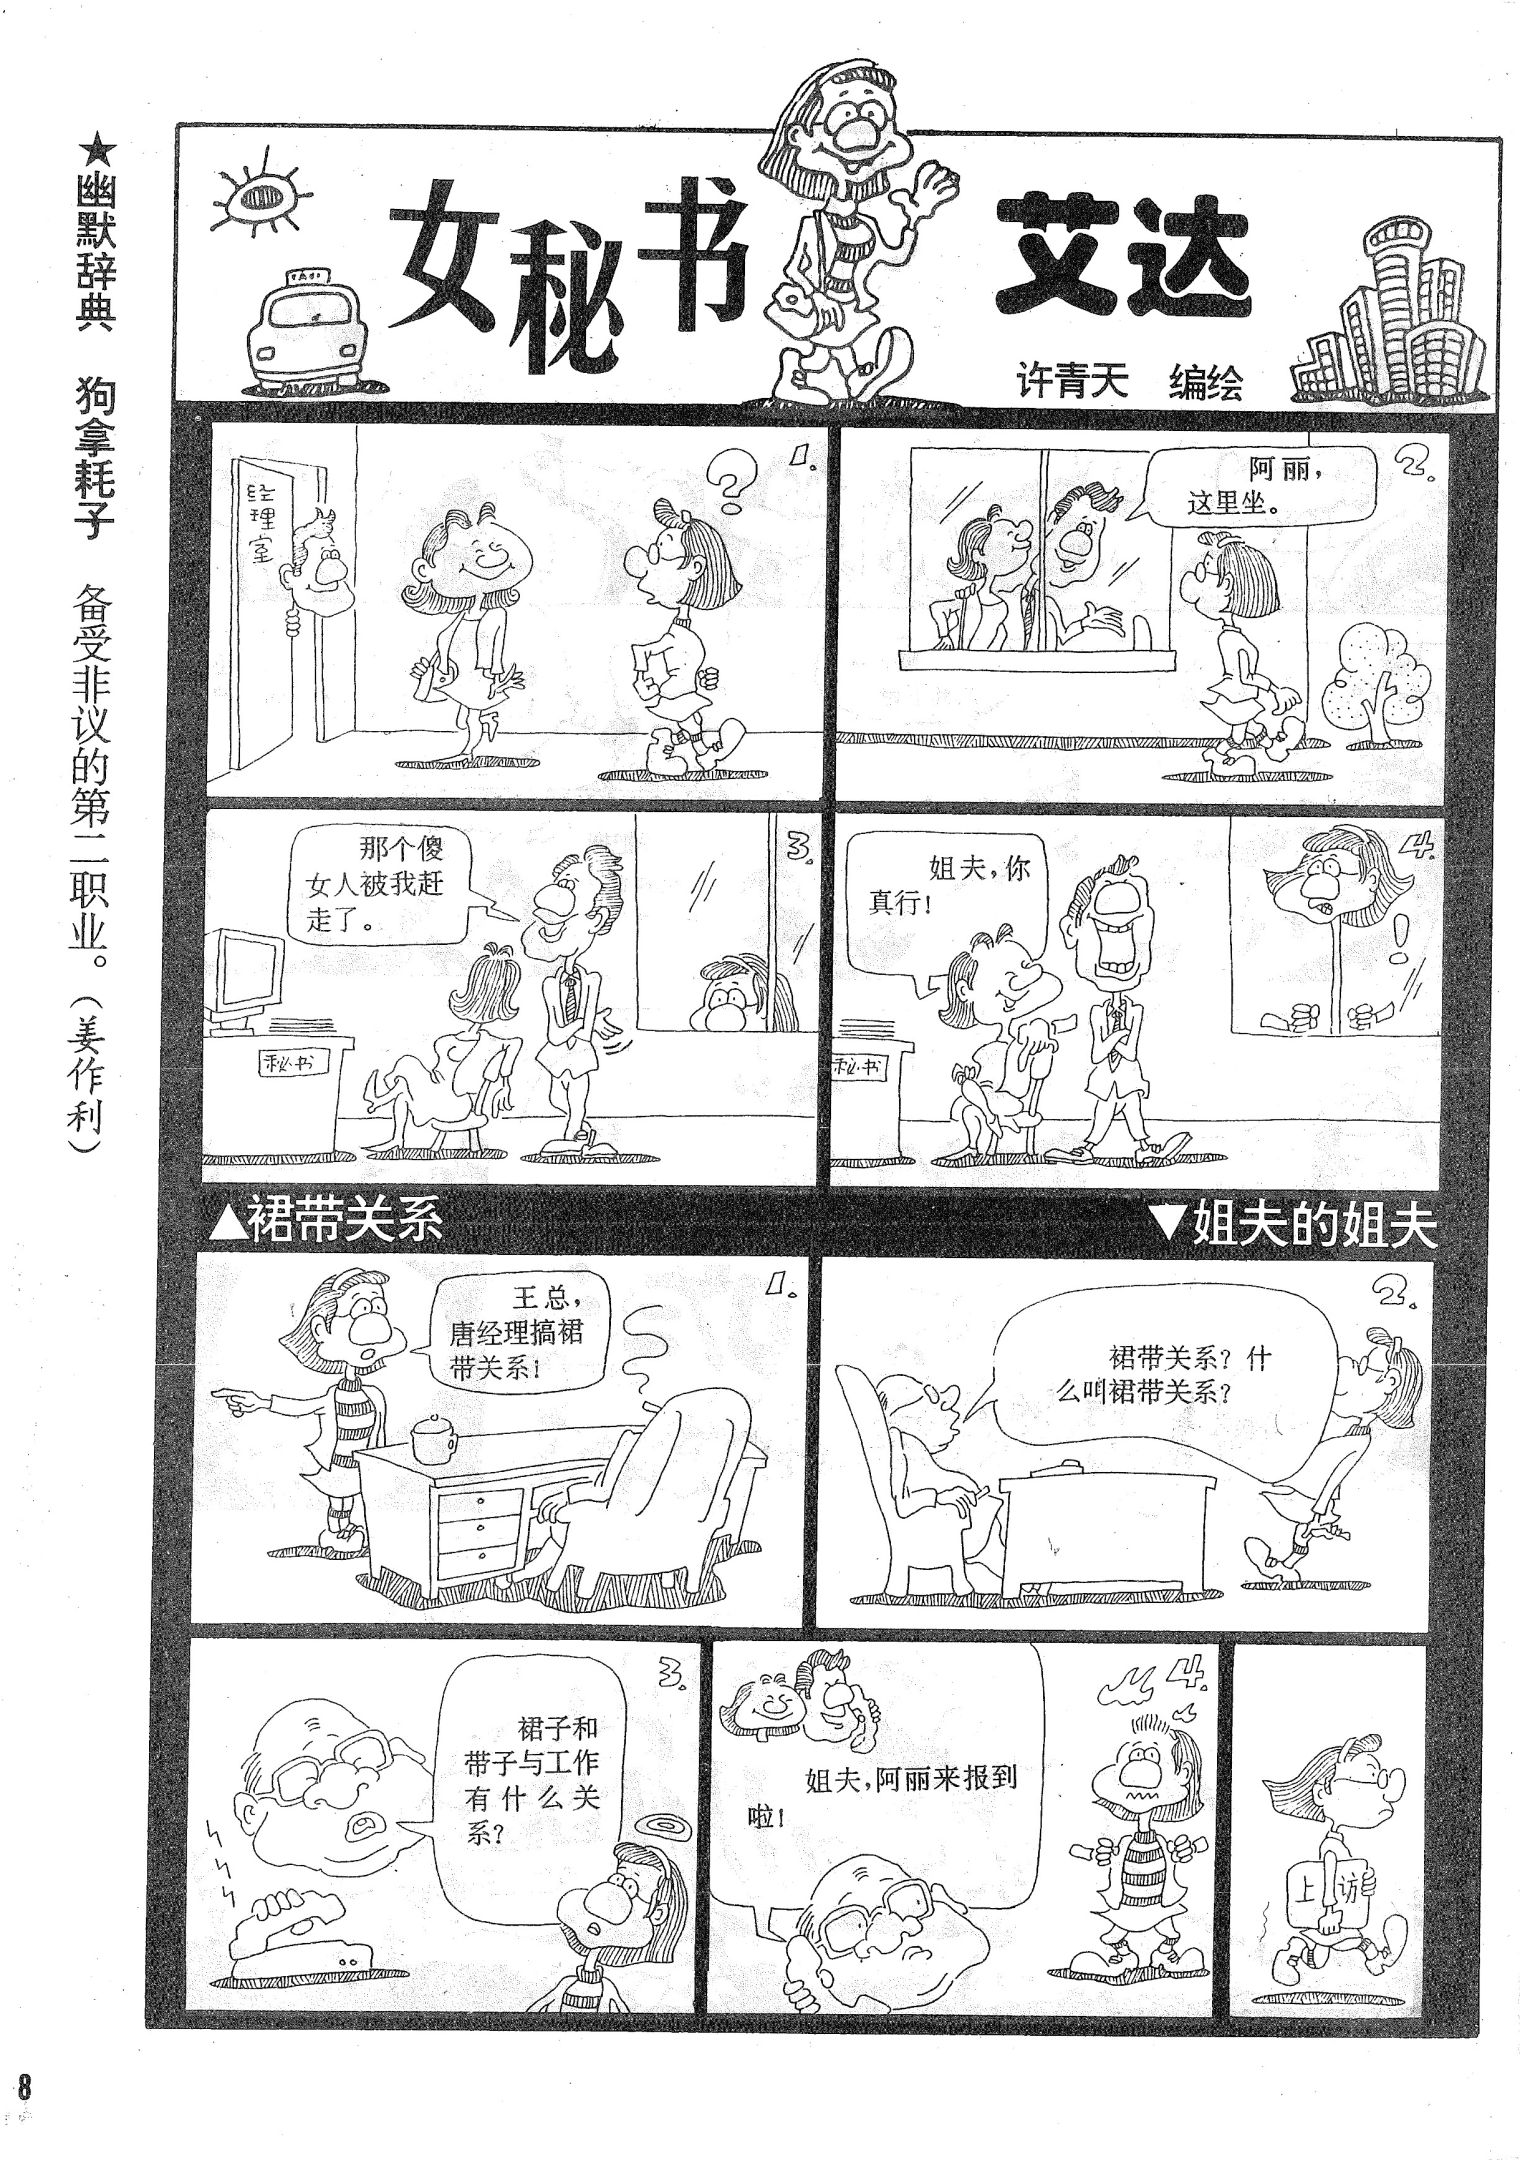 ★幽默辞典 狗拿耗子 备受非议的第二职业。(姜作利)
女秘书 艾达
许青天 编绘
1.
?
经理室
2.
阿丽,
这里坐。
3.
那个傻
女人被我赶
走了。
秘书
4.
姐夫,你
真行!
!
秘书
▲裙带关系
▼姐夫的姐夫
1.
王总,
唐经理搞裙
带关系!
2.
裙带关系?什
么叫裙带关系?
3.
裙子和
带子与工作
有什么关
系?
4.
姐夫,阿丽来报到
啦!
上访
8